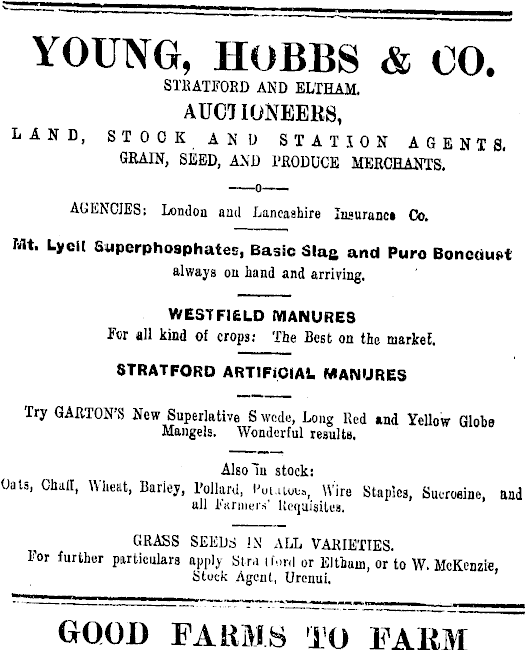 YOUNG, HOBBS & CO.
STRATFORD AND ELTHAM.
AUCTIONEERS,
LAND, STOCK AND STATION AGENTS.
GRAIN, SEED, AND PRODUCE MERCHANTS.
AGENCIES: London and Lancashire Insurance Co.
Mt. Lyell Superphosphates, Basic Slag and Pure Bonedust
always on hand and arriving.
WESTFIELD MANURES
For all kind of crops: The Best on the market.
STRATFORD ARTIFICIAL MANURES
Try GARTON'S New Superlative Swede, Long Red and Yellow Globe
Mangels. Wonderful results.
Also in stock:
Oats, Chaff, Wheat, Barley, Pollard, Potatoes, Wire Staples, Sucrosine, and
all Farmers' Requisites.
GRASS SEEDS IN ALL VARIETIES.
For further particulars apply Stratford or Eltham, or to W. McKenzie,
Stock Agent, Urenui.
GOOD FARMS TO FARM